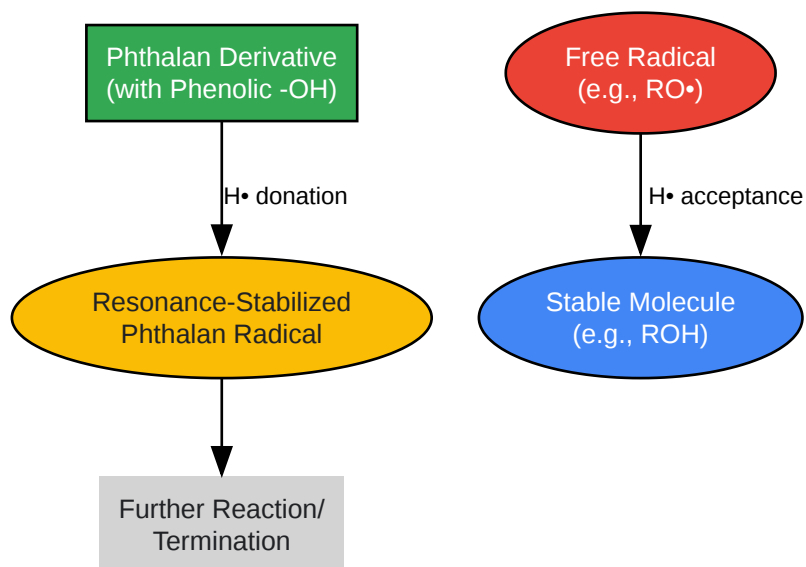 Phthalan Derivative
(with Phenolic -OH)
Free Radical
(e.g., RO•)
H• donation
H• acceptance
Resonance-Stabilized
Phthalan Radical
Stable Molecule
(e.g., ROH)
Further Reaction/
Termination